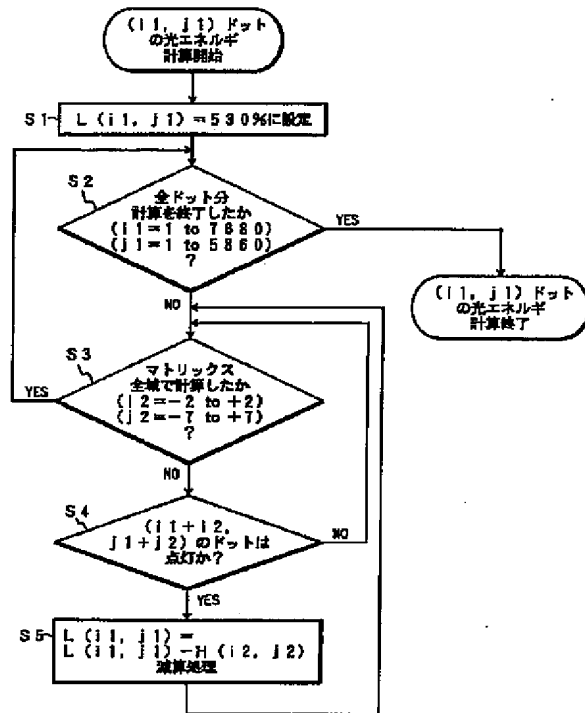 (i1, j1) ドット
の光エネルギ
計算開始
S1
L (i1, j1) =530%に設定
S2
全ドット分
計算を終了したか
(i1=1 to 7680)
(j1=1 to 5860)
?
YES
NO
(i1, j1) ドット
の光エネルギ
計算終了
S3
マトリックス
全域で計算したか
(i2=-2 to +2)
(j2=-7 to +7)
?
YES
NO
S4
(i1+i2,
j1+j2) のドットは
点灯か?
NO
YES
S5
L (i1, j1) =
L (i1, j1) -H (i2, j2)
減算処理